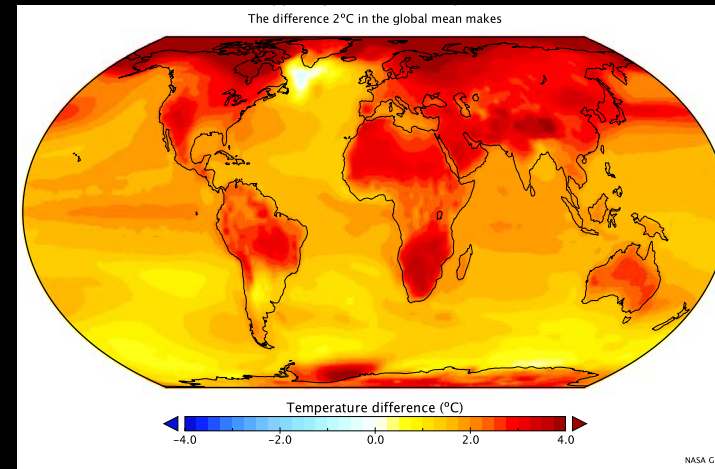 The difference 2ºC in the global mean makes
Temperature difference (ºC)
-4.0 -2.0 0.0 2.0 4.0
NASA G